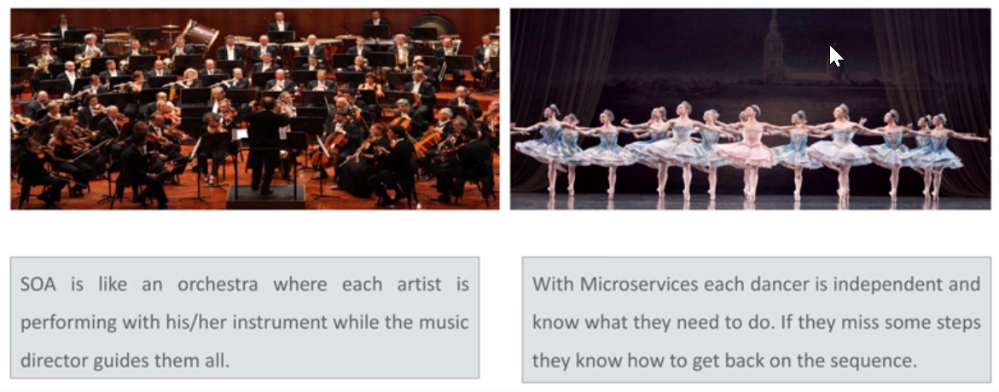 SOA is like an orchestra where each artist is
performing with his/her instrument while the music
director guides them all.
With Microservices each dancer is independent and
know what they need to do. If they miss some steps
they know how to get back on the sequence.